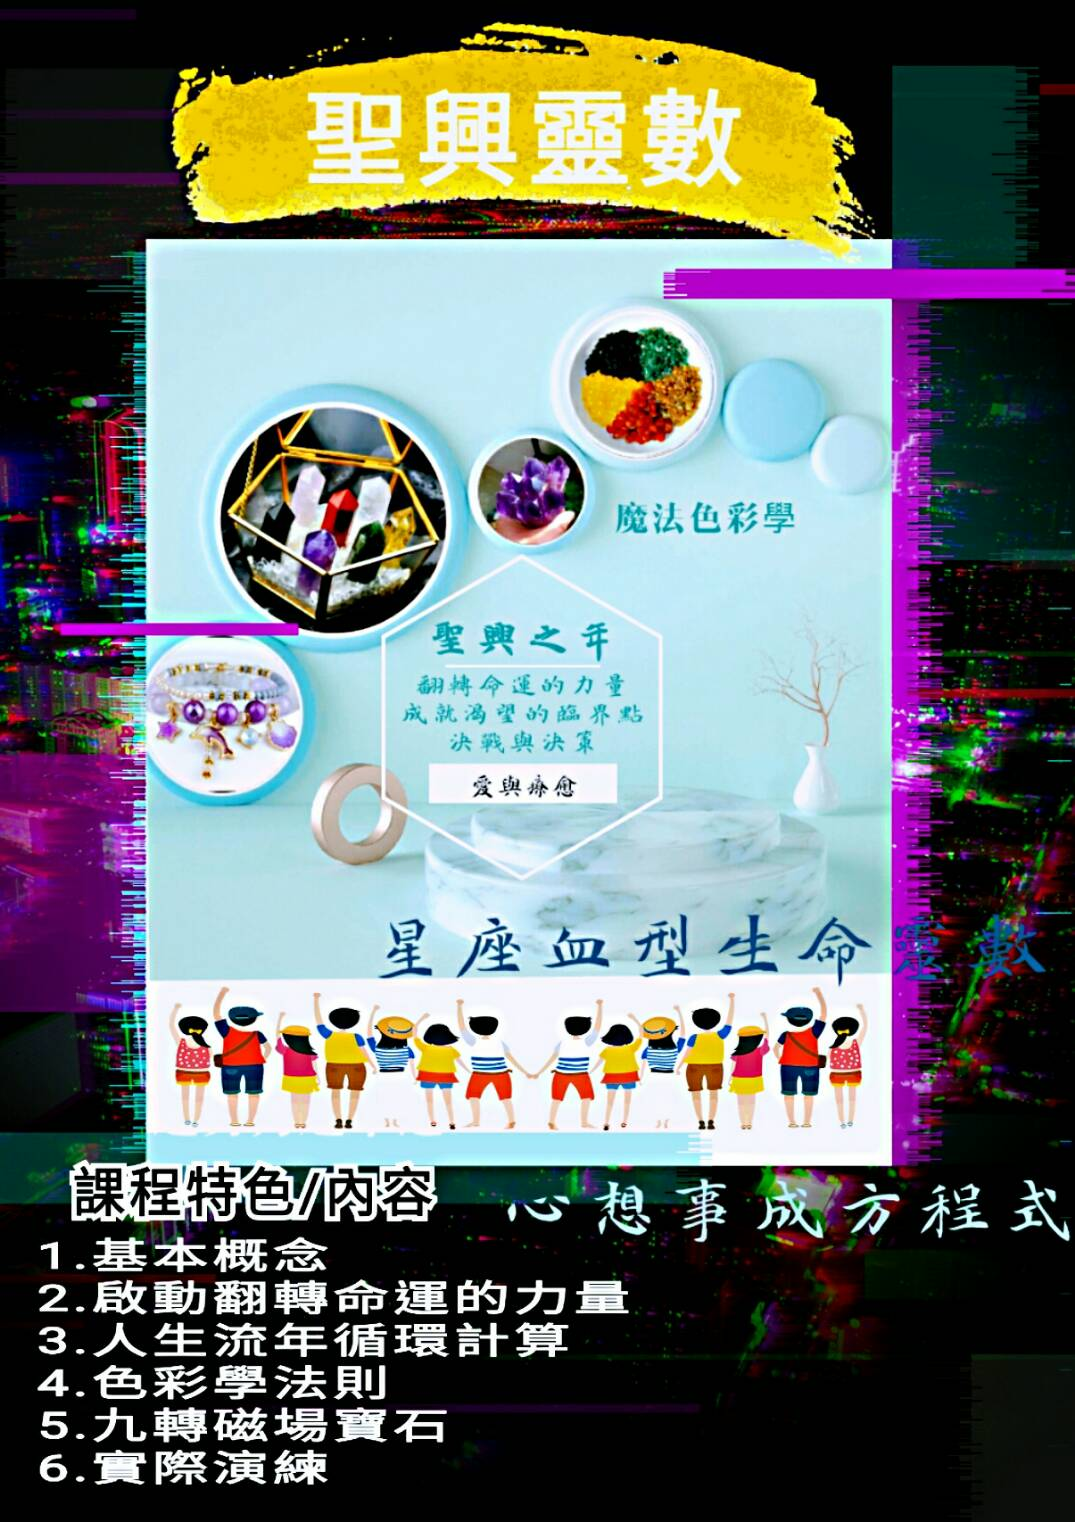 聖興靈數
魔法色彩學
聖興之年
翻轉命運的力量
成就渴望的臨界點
決戰與決策
愛與療愈
星座血型生命靈數
課程特色/內容
心想事成方程式
1.基本概念
2.啟動翻轉命運的力量
3.人生流年循環計算
4.色彩學法則
5.九轉磁場寶石
6.實際演練